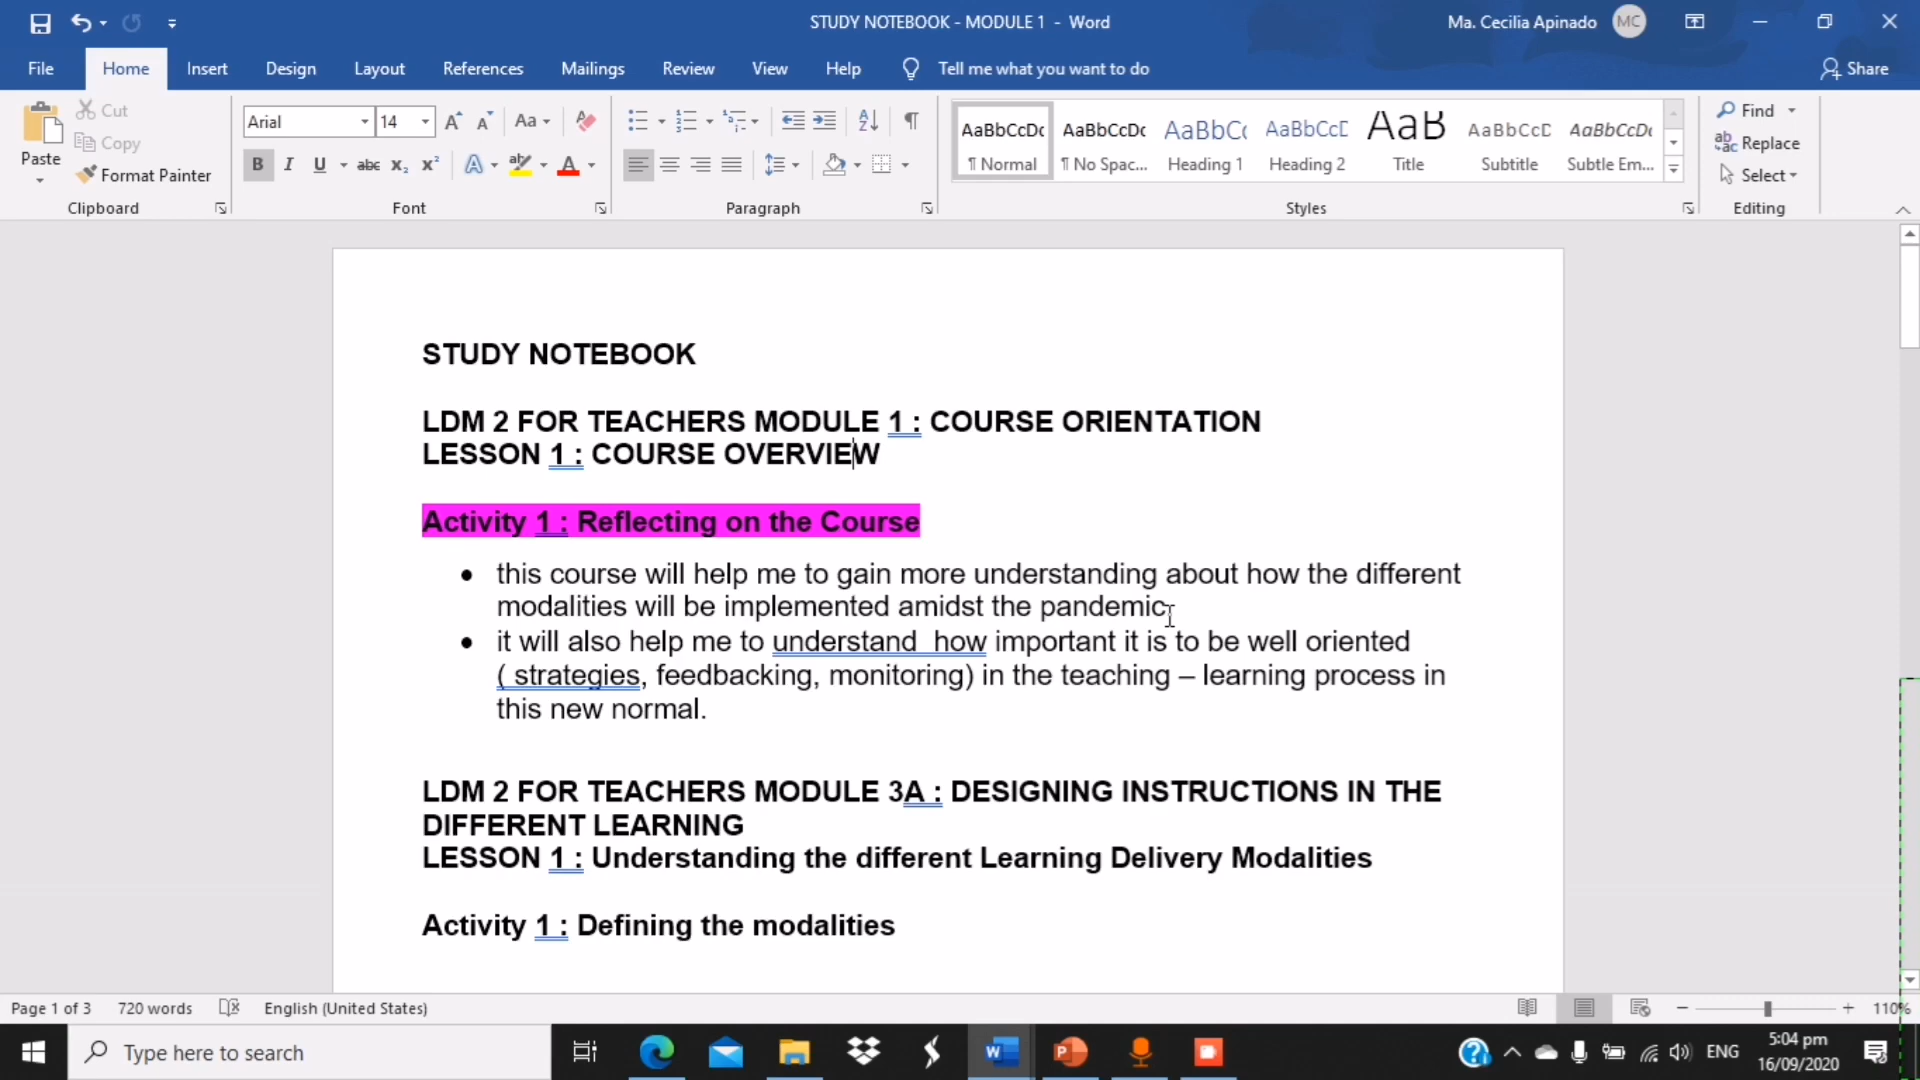 STUDY NOTEBOOK - MODULE 1 - Word
Ma. Cecilia Apinado MC
File Home Insert Design Layout References Mailings Review View Help Tell me what you want to do Share
Cut
Copy
Paste
Format Painter
Clipboard
Arial 14
Aa
B I U abc x₂ x² A ab A
Font
Paragraph
AaBbCcDc AaBbCcDc AaBbCc AaBbCcD AaB AaBbCcD AaBbCcDc
¶ Normal ¶ No Spac... Heading 1 Heading 2 Title Subtitle Subtle Em...
Styles
Find
Replace
Select
Editing
STUDY NOTEBOOK
LDM 2 FOR TEACHERS MODULE 1 : COURSE ORIENTATION
LESSON 1 : COURSE OVERVIEW
Activity 1 : Reflecting on the Course
• this course will help me to gain more understanding about how the different
modalities will be implemented amidst the pandemic.
• it will also help me to understand  how important it is to be well oriented
( strategies, feedbacking, monitoring) in the teaching – learning process in
this new normal.
LDM 2 FOR TEACHERS MODULE 3A : DESIGNING INSTRUCTIONS IN THE
DIFFERENT LEARNING
LESSON 1 : Understanding the different Learning Delivery Modalities
Activity 1 : Defining the modalities
Page 1 of 3 720 words English (United States) 110%
Type here to search
ENG
5:04 pm
16/09/2020